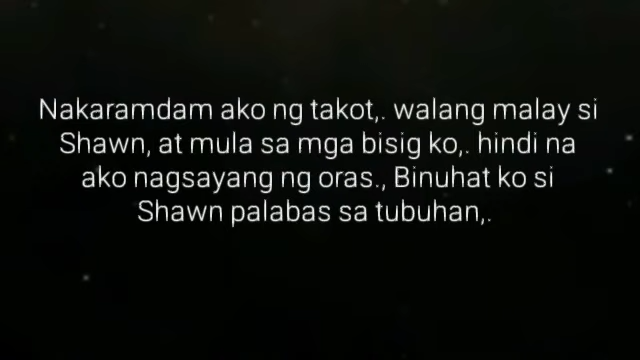 Nakaramdam ako ng takot,. walang malay si
Shawn, at mula sa mga bisig ko,. hindi na
ako nagsayang ng oras., Binuhat ko si
Shawn palabas sa tubuhan,.